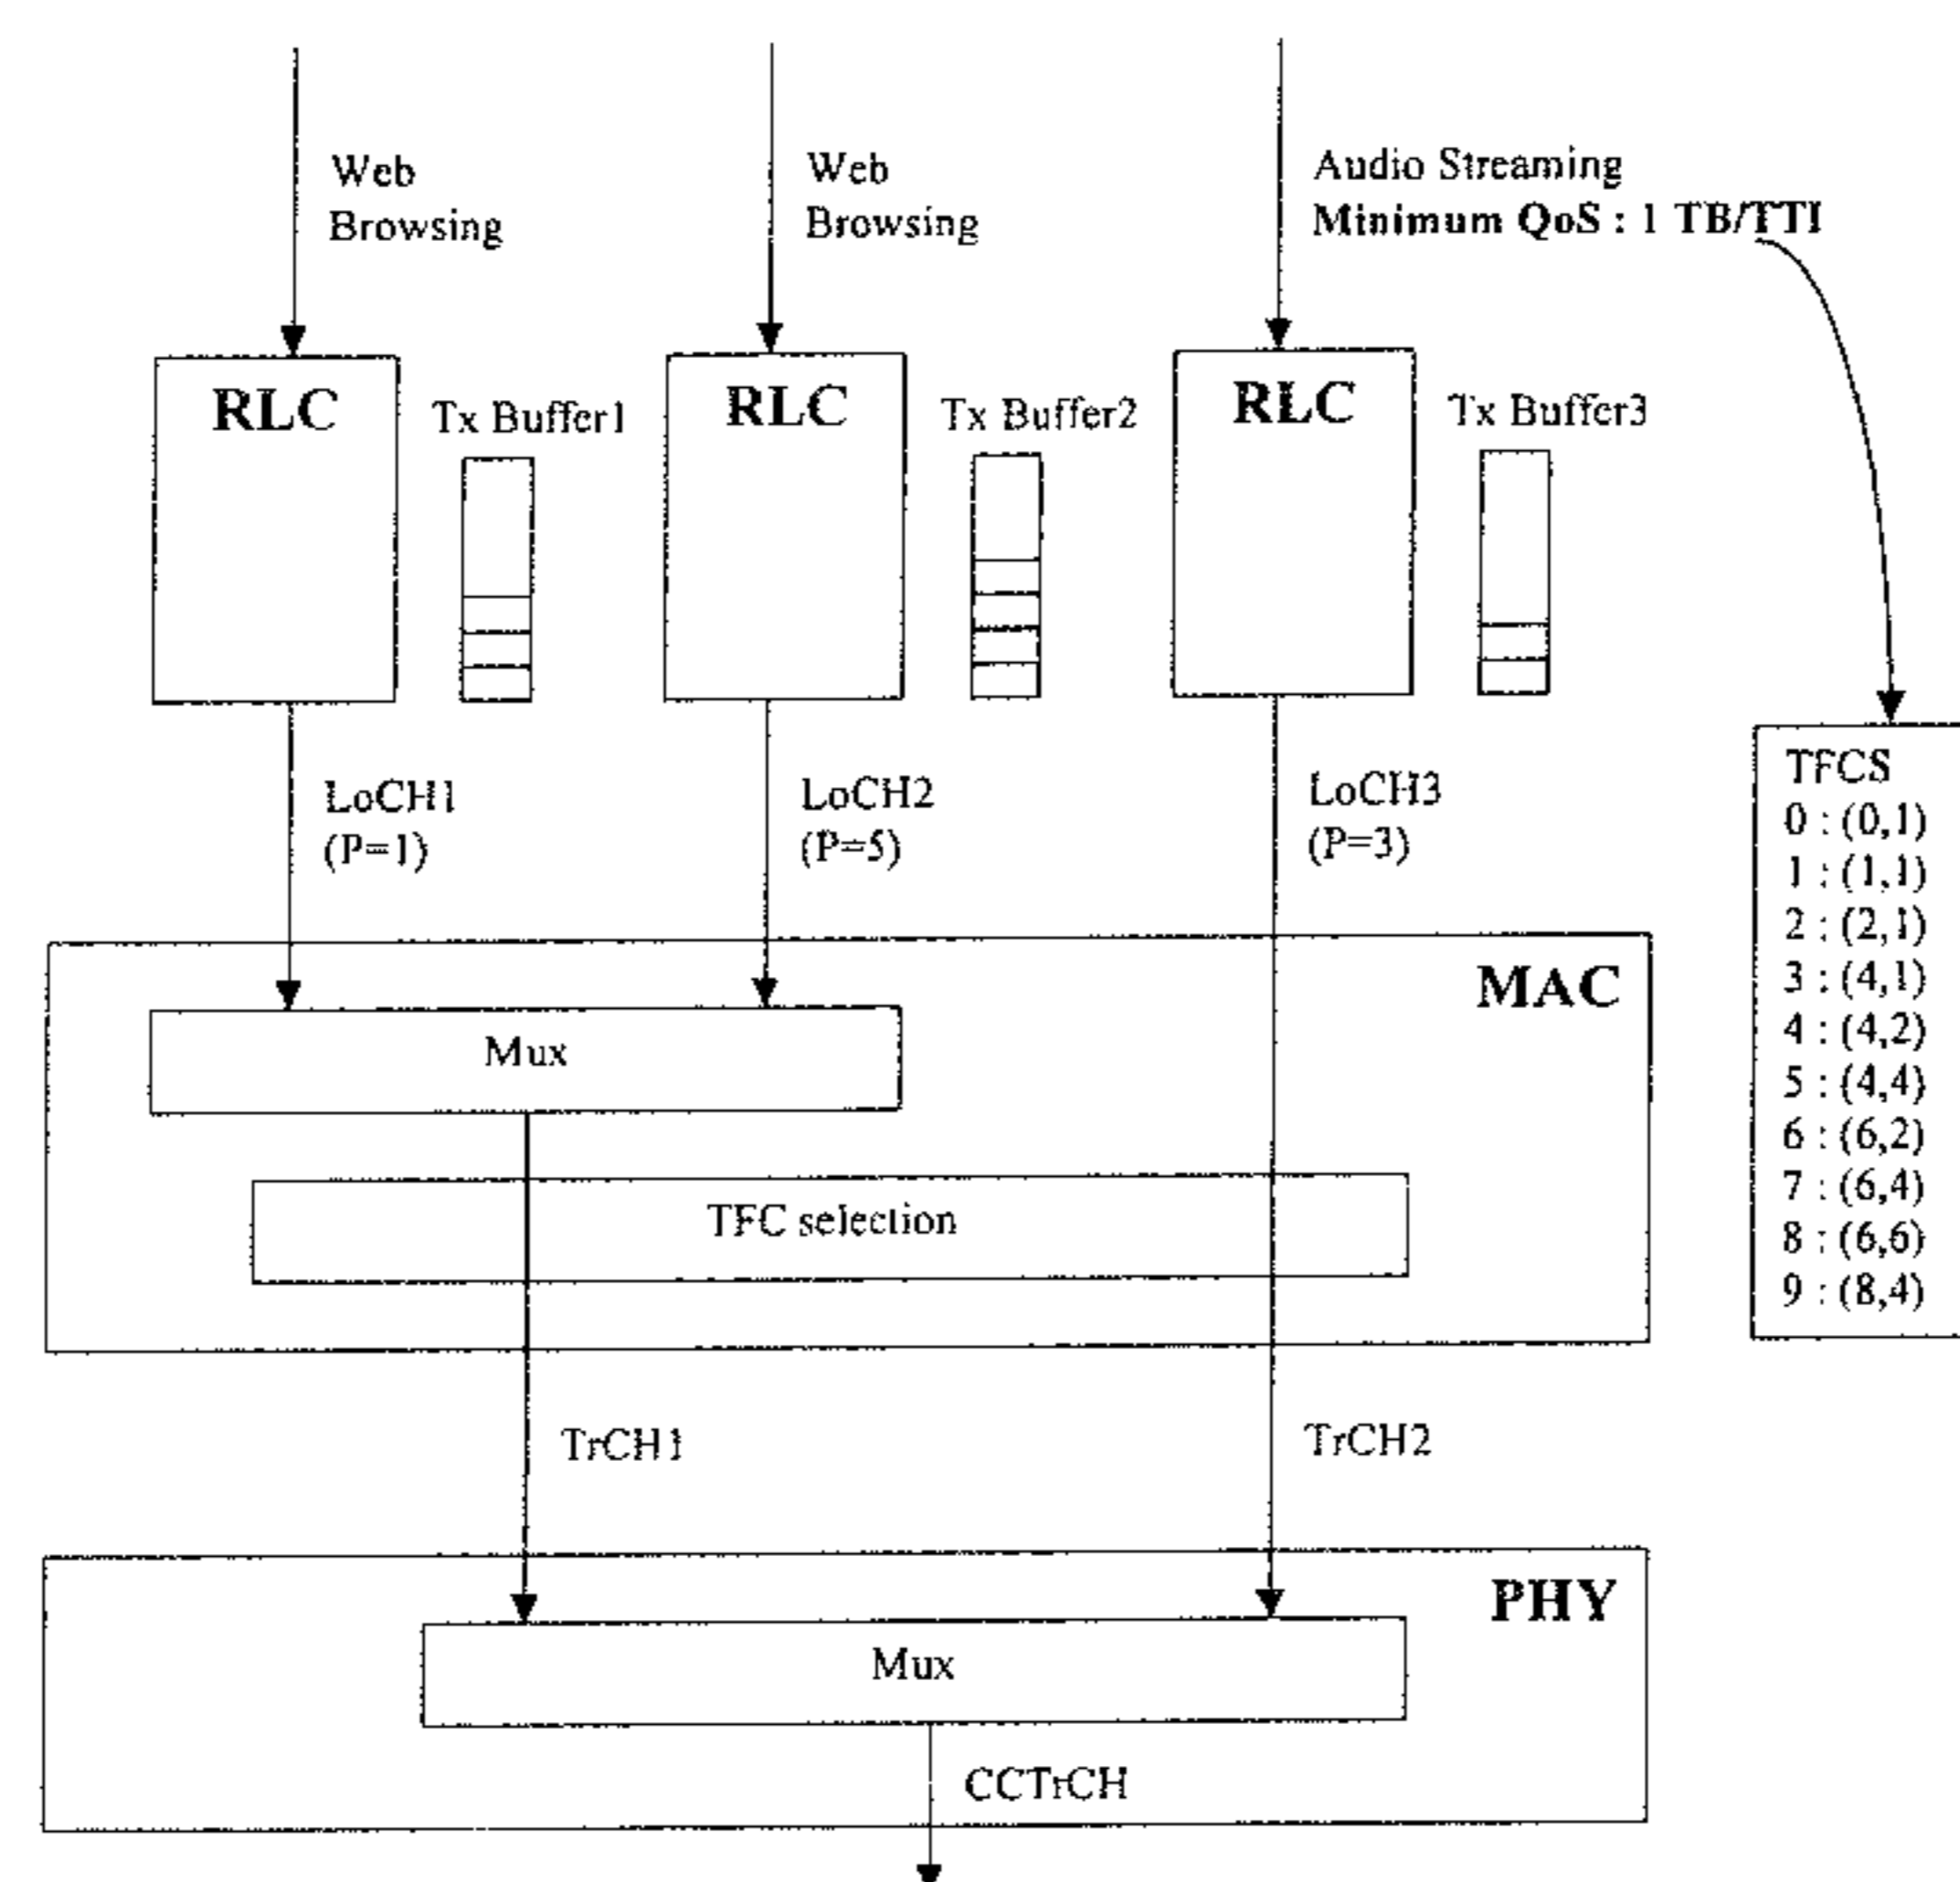 Web
Browsing
Web
Browsing
Audio Streaming
Minimum QoS : 1 TB/TTI
RLC
Tx Buffer1
RLC
Tx Buffer2
RLC
Tx Buffer3
LoCH1
(P=1)
LoCH2
(P=5)
LoCH3
(P=3)
TFCS
0 : (0,1)
1 : (1,1)
2 : (2,1)
3 : (4,1)
4 : (4,2)
5 : (4,4)
6 : (6,2)
7 : (6,4)
8 : (6,6)
9 : (8,4)
MAC
Mux
TFC selection
TrCH1
TrCH2
PHY
Mux
CCTrCH